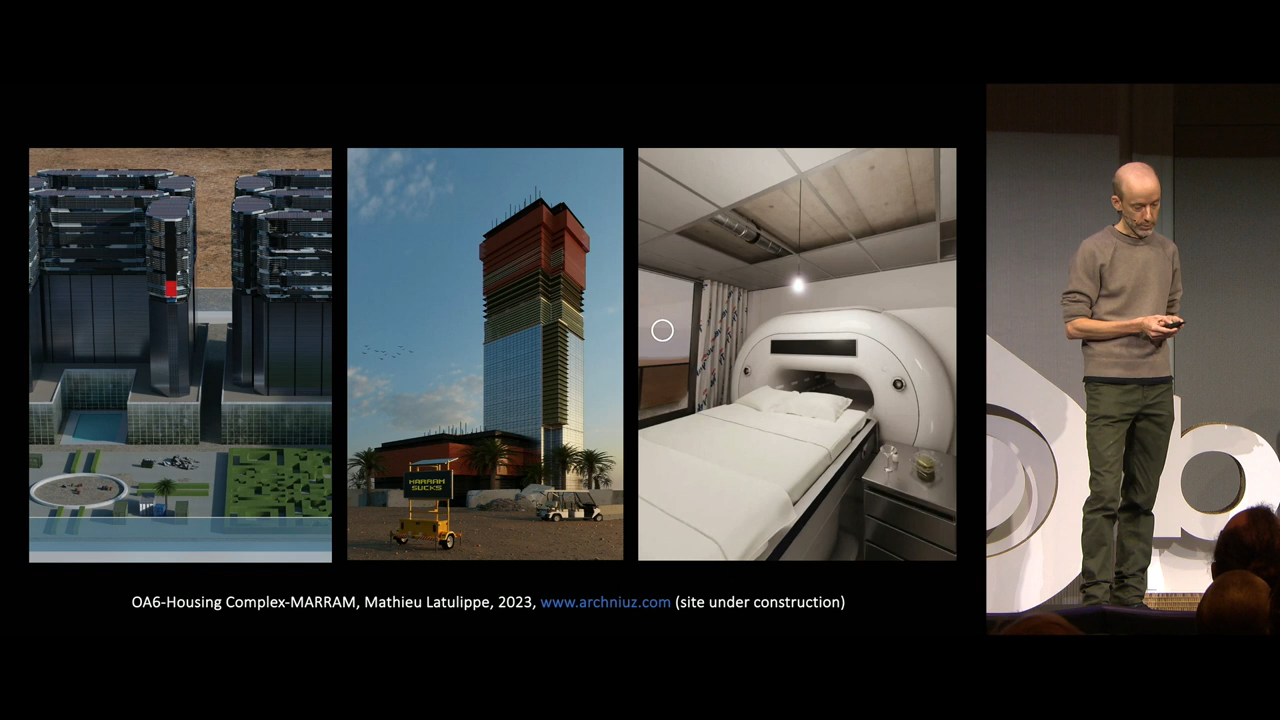 MARRAM
SUCKS
OA6-Housing Complex-MARRAM, Mathieu Latulippe, 2023, www.archniuz.com (site under construction)